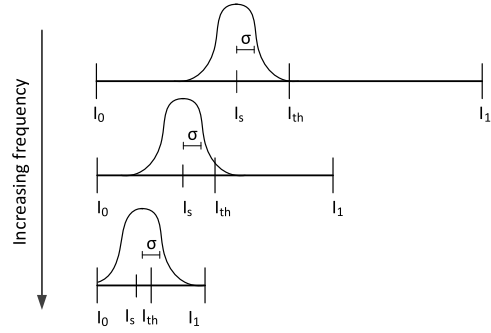 σ
I₀ Iₛ Iₜₕ I₁
σ
I₀ Iₛ Iₜₕ I₁
σ
I₀ Iₛ Iₜₕ I₁
Increasing frequency